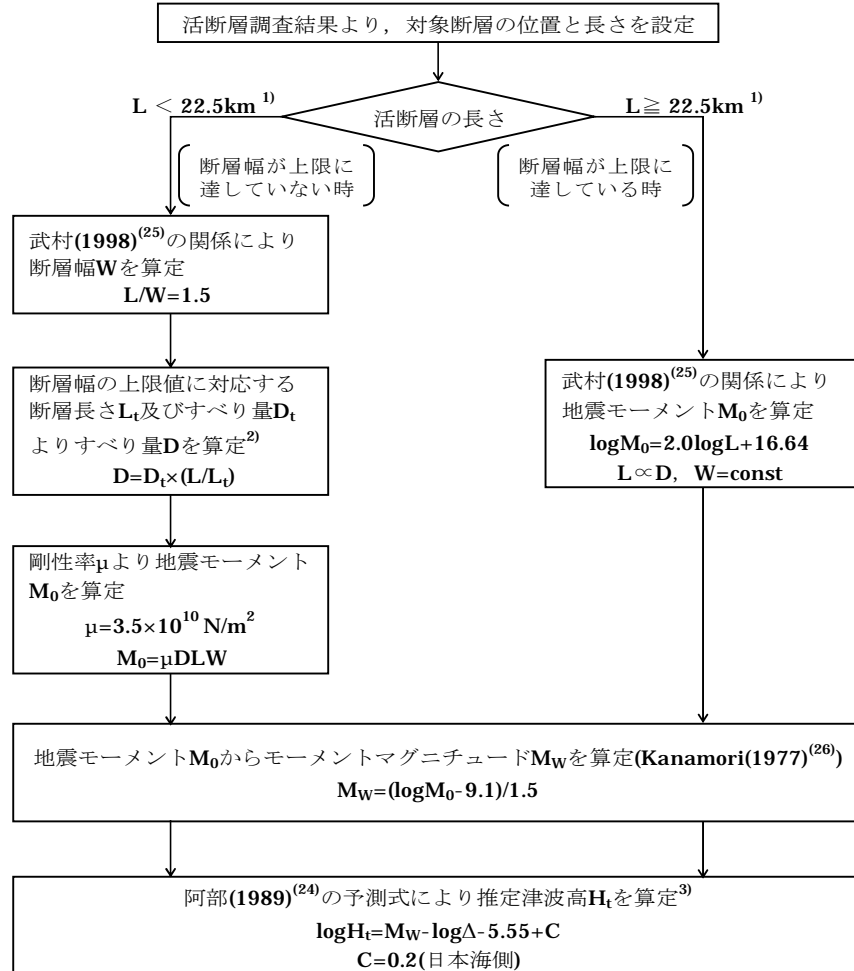 活断層調査結果より，対象断層の位置と長さを設定
L < 22.5km 1)
活断層の長さ
L≧ 22.5km 1)
断層幅が上限に
達していない時
断層幅が上限に
達している時
武村(1998)(25)の関係により
断層幅Wを算定
L/W=1.5
断層幅の上限値に対応する
断層長さLt及びすべり量Dt
よりすべり量Dを算定2)
D=Dt×(L/Lt)
剛性率μより地震モーメント
M0を算定
μ=3.5×10^10 N/m^2
M0=μDLW
武村(1998)(25)の関係により
地震モーメントM0を算定
logM0=2.0logL+16.64
L∝D，W=const
地震モーメントM0からモーメントマグニチュードMWを算定(Kanamori(1977)(26))
MW=(logM0-9.1)/1.5
阿部(1989)(24)の予測式により推定津波高Htを算定3)
logHt=MW-logΔ-5.55+C
C=0.2(日本海側)